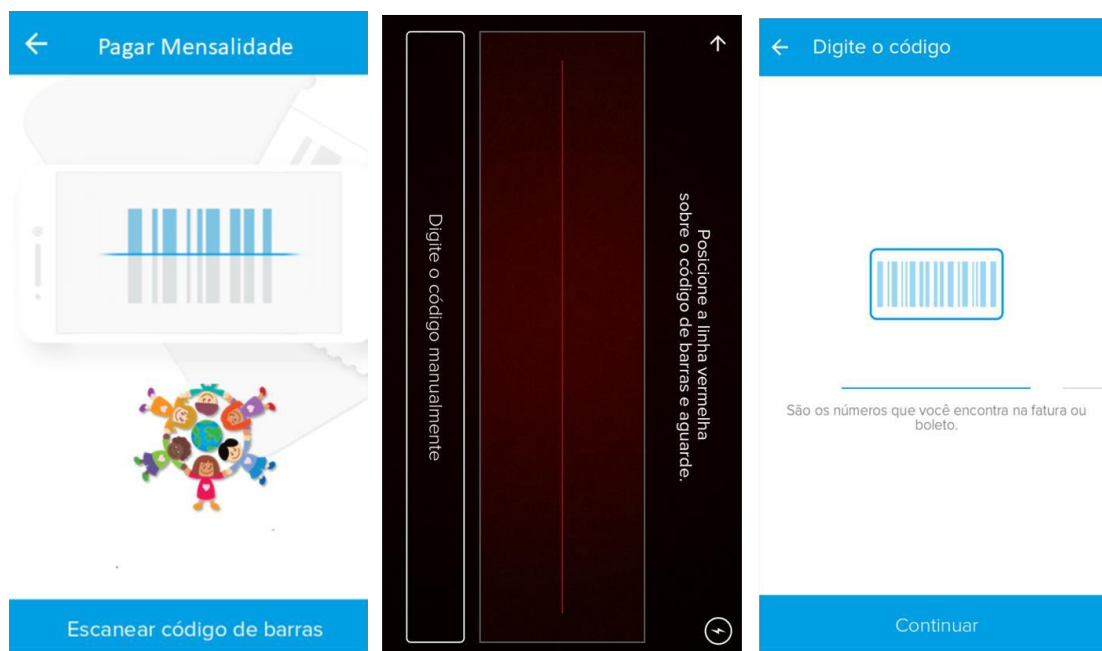 Pagar Mensalidade
Escanear código de barras
Posicione a linha vermelha
sobre o código de barras e aguarde.
Digite o código manualmente
Digite o código
São os números que você encontra na fatura ou
boleto.
Continuar